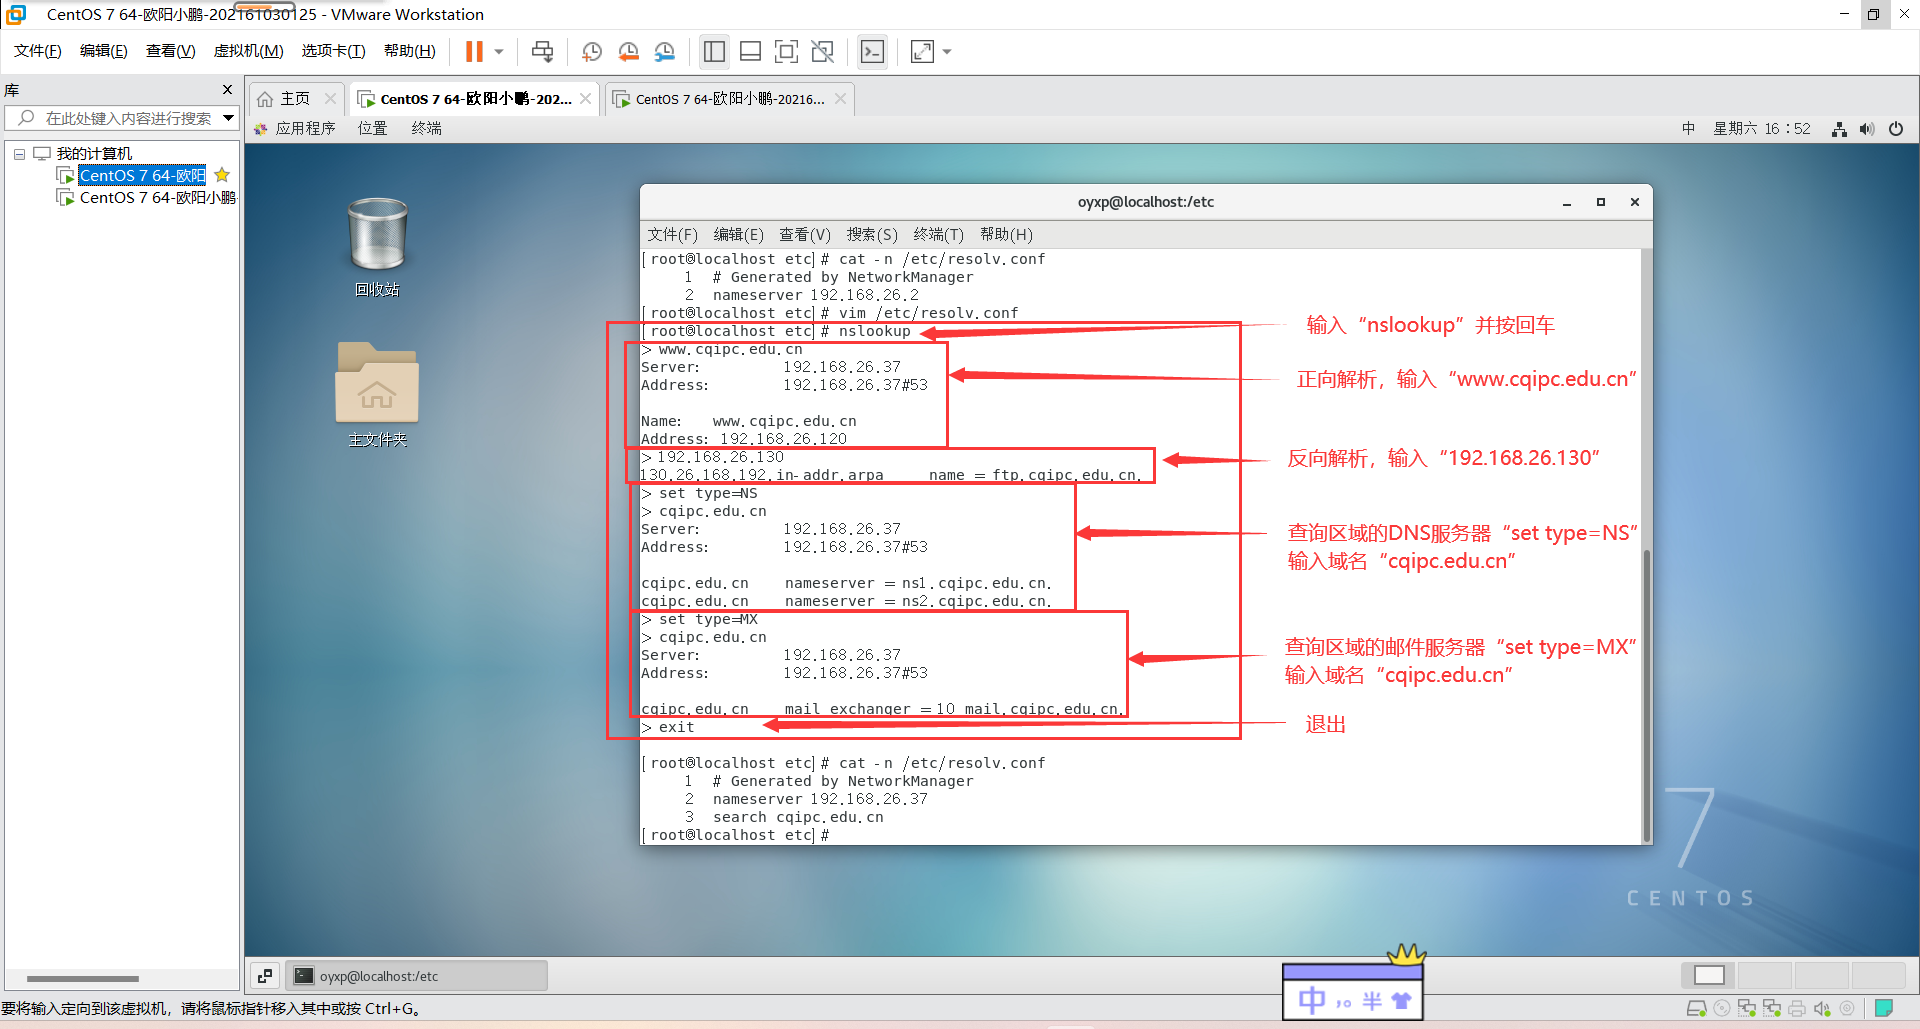 CentOS 7 64-欧阳小鹏-202161030125 - VMware Workstation
文件(F) 编辑(E) 查看(V) 虚拟机(M) 选项卡(T) 帮助(H)
库
在此处键入内容进行搜索
我的计算机
CentOS 7 64-欧阳
CentOS 7 64-欧阳小鹏-
主页
CentOS 7 64-欧阳小鹏-202...
CentOS 7 64-欧阳小鹏-20216...
应用程序 位置 终端
中 星期六 16：52
回收站
主文件夹
oyxp@localhost:/etc
文件(F) 编辑(E) 查看(V) 搜索(S) 终端(T) 帮助(H)
[root@localhost etc]# cat -n /etc/resolv.conf
1 # Generated by NetworkManager
2 nameserver 192.168.26.2
[root@localhost etc]# vim /etc/resolv.conf
[root@localhost etc]# nslookup
> www.cqipc.edu.cn
Server: 192.168.26.37
Address: 192.168.26.37#53
Name: www.cqipc.edu.cn
Address: 192.168.26.120
> 192.168.26.130
130.26.168.192.in-addr.arpa name = ftp.cqipc.edu.cn.
> set type=NS
> cqipc.edu.cn
Server: 192.168.26.37
Address: 192.168.26.37#53
cqipc.edu.cn nameserver = ns1.cqipc.edu.cn.
cqipc.edu.cn nameserver = ns2.cqipc.edu.cn.
> set type=MX
> cqipc.edu.cn
Server: 192.168.26.37
Address: 192.168.26.37#53
cqipc.edu.cn mail exchanger = 10 mail.cqipc.edu.cn.
> exit
[root@localhost etc]# cat -n /etc/resolv.conf
1 # Generated by NetworkManager
2 nameserver 192.168.26.37
3 search cqipc.edu.cn
[root@localhost etc]#
输入“nslookup”并按回车
正向解析，输入“www.cqipc.edu.cn”
反向解析，输入“192.168.26.130”
查询区域的DNS服务器“set type=NS”
输入域名“cqipc.edu.cn”
查询区域的邮件服务器“set type=MX”
输入域名“cqipc.edu.cn”
退出
7
CENTOS
oyxp@localhost:/etc
中 ，。 半
要将输入定向到该虚拟机，请将鼠标指针移入其中或按 Ctrl+G。